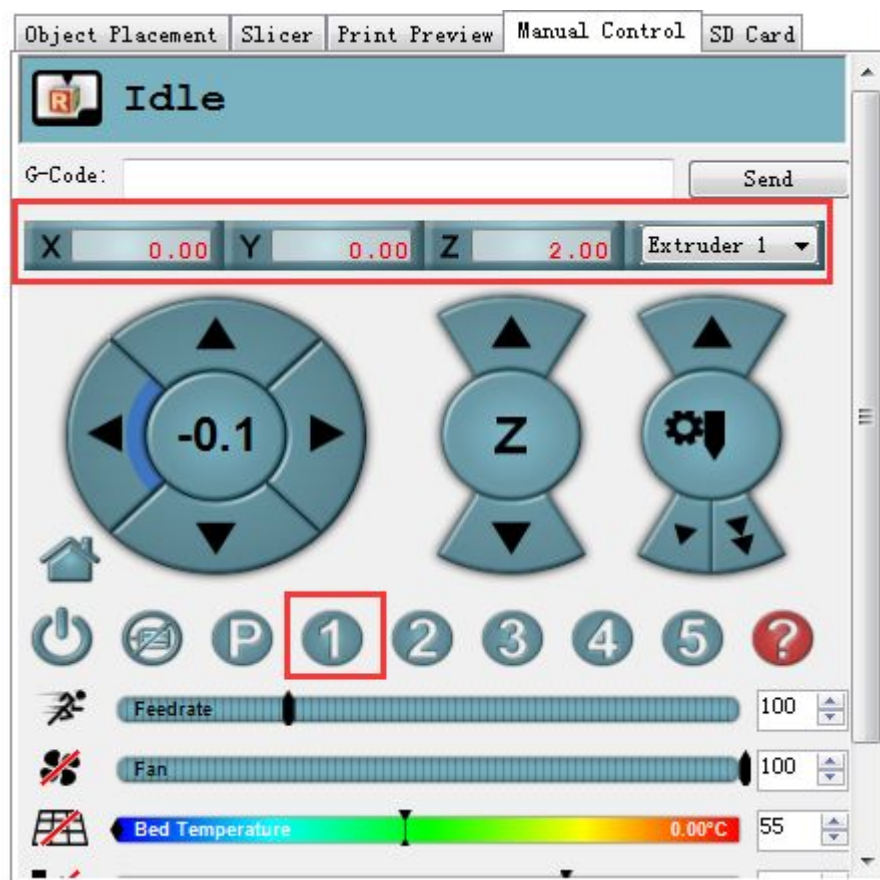 Object Placement Slicer Print Preview Manual Control SD Card
R Idle
G-Code: Send
X 0.00 Y 0.00 Z 2.00 Extruder 1
-0.1 Z
P 1 2 3 4 5 ?
Feedrate 100
Fan 100
Bed Temperature 0.00°C 55